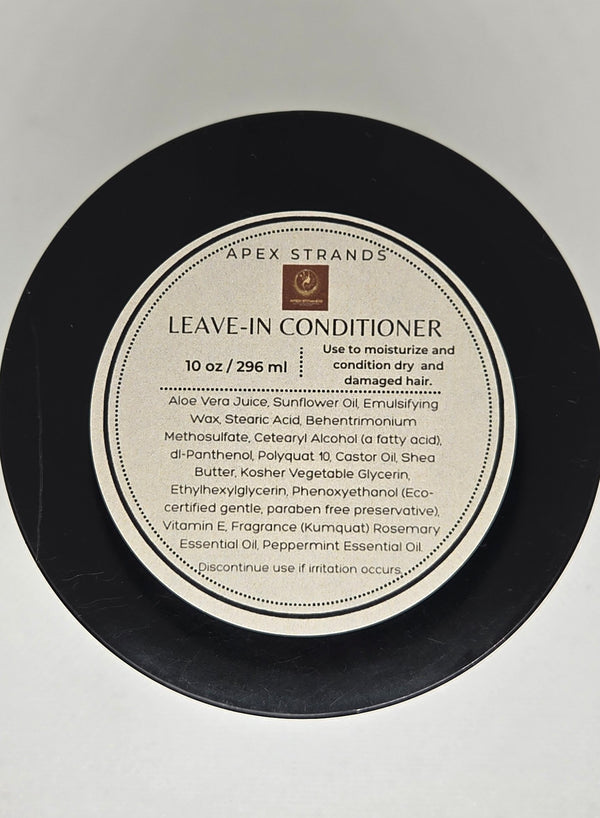 APEX STRANDS
APEX STRANDS
LEAVE-IN CONDITIONER
10 oz / 296 ml
Use to moisturize and
condition dry and
damaged hair.
Aloe Vera Juice, Sunflower Oil, Emulsifying
Wax, Stearic Acid, Behentrimonium
Methosulfate, Cetearyl Alcohol (a fatty acid),
dl-Panthenol, Polyquat 10, Castor Oil, Shea
Butter, Kosher Vegetable Glycerin,
Ethylhexylglycerin, Phenoxyethanol (Eco-
certified gentle, paraben free preservative),
Vitamin E, Fragrance (Kumquat) Rosemary
Essential Oil, Peppermint Essential Oil.
Discontinue use if irritation occurs.